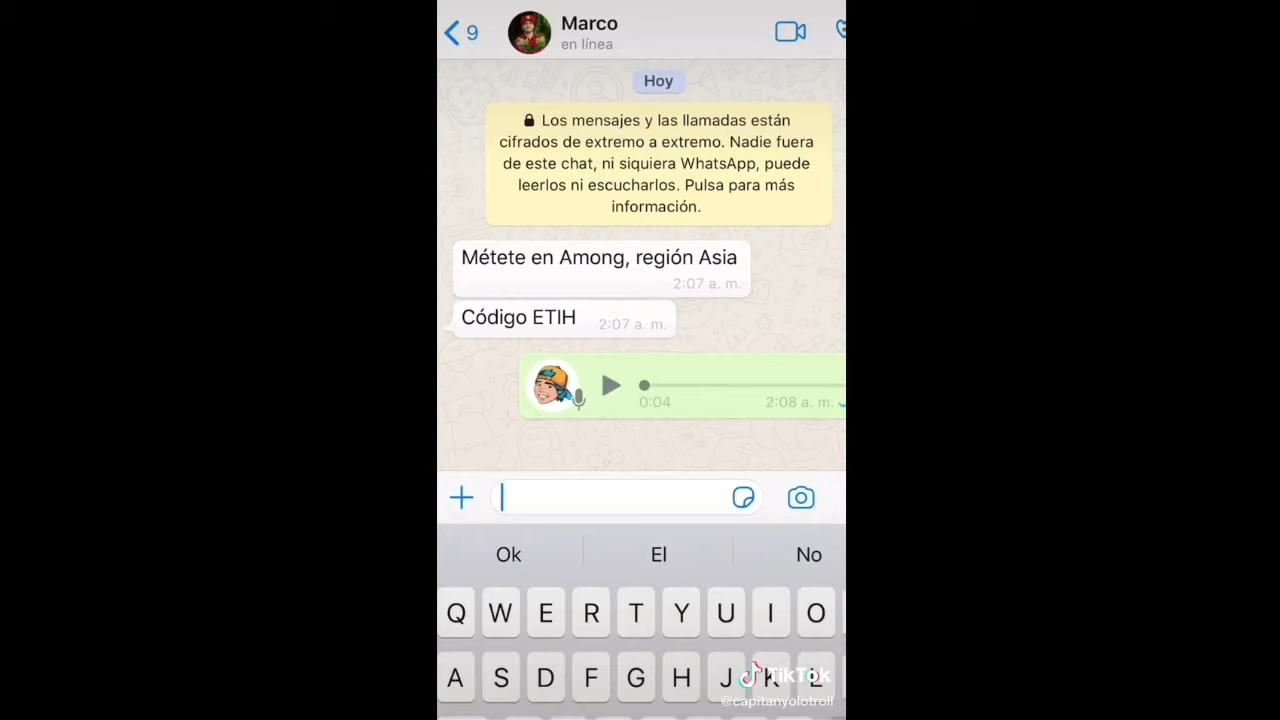 9
Marco
en línea
Hoy
Los mensajes y las llamadas están
cifrados de extremo a extremo. Nadie fuera
de este chat, ni siquiera WhatsApp, puede
leerlos ni escucharlos. Pulsa para más
información.
Métete en Among, región Asia
2:07 a. m.
Código ETIH
2:07 a. m.
0:04
2:08 a. m.
Ok El No
Q W E R T Y U I O
A S D F G H J K L
TikTok
@capitanyolotroll